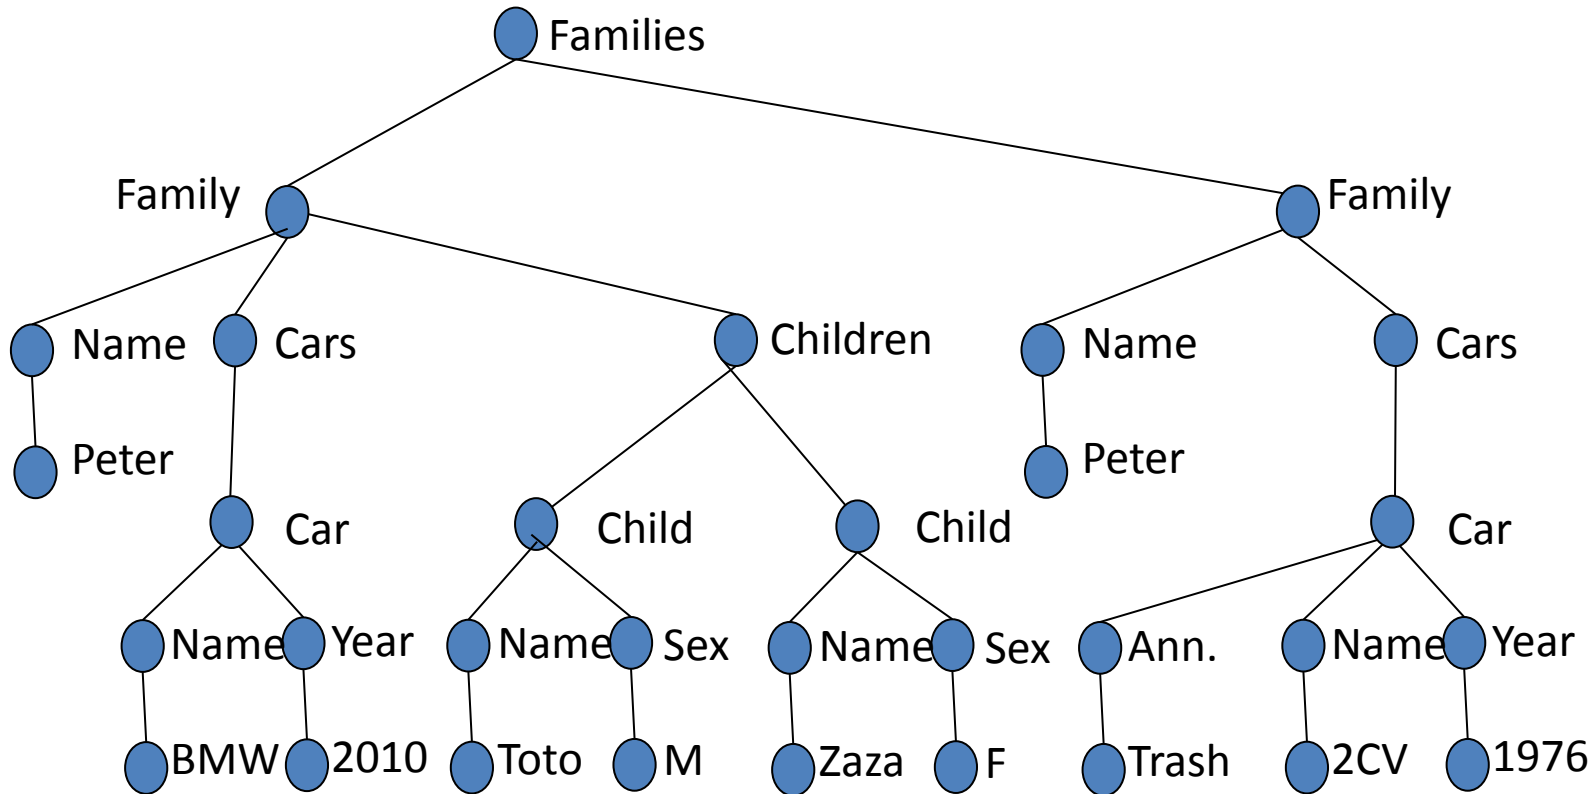 Families
Family Family
Name Cars Children Name Cars
Peter Peter
Car Child Child Car
Name Year Name Sex Name Sex Ann. Name Year
BMW 2010 Toto M Zaza F Trash 2CV 1976